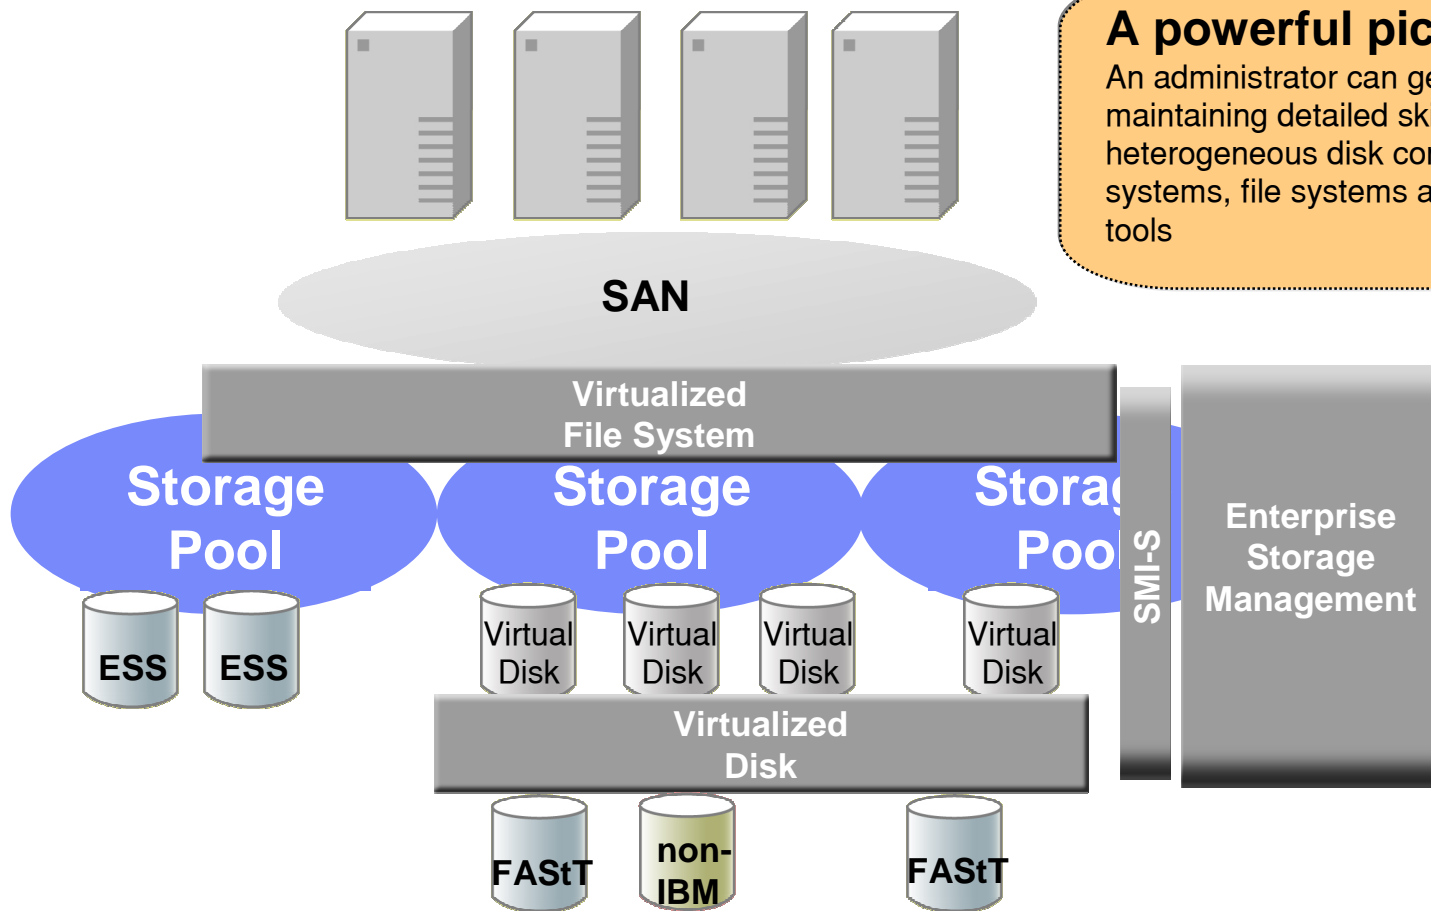 A powerful pic
An administrator can ge
maintaining detailed sk
heterogeneous disk co
systems, file systems a
tools
SAN
Virtualized
File System
Storage
Pool
Storage
Pool
Storag
Pool
SMI-S
Enterprise
Storage
Management
ESS
ESS
Virtual
Disk
Virtual
Disk
Virtual
Disk
Virtual
Disk
Virtualized
Disk
FAStT
non-
IBM
FAStT